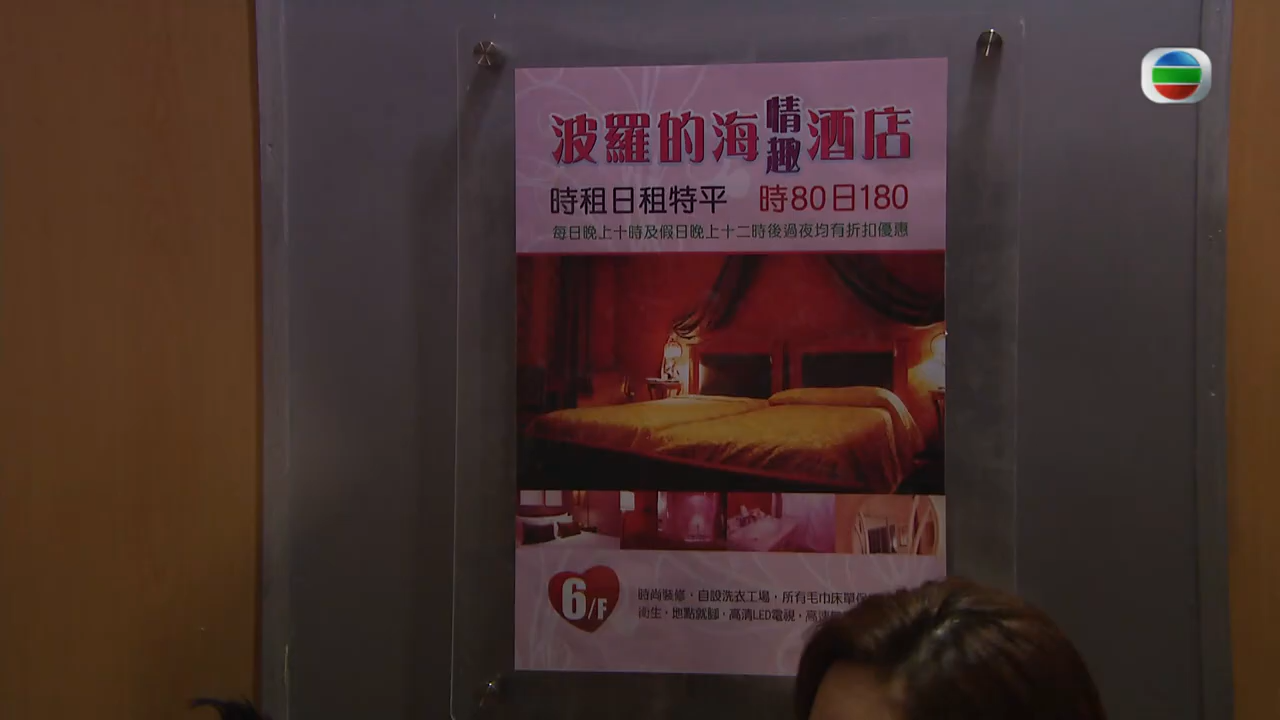 波羅的海情趣酒店
時租日租特平 時80日180
每日晚上十時及假日晚上十二時後過夜均有折扣優惠
6/F
時尚裝修,自設洗衣工場,所有毛巾床單保
衛生,地點就腳,高清LED電視,高速